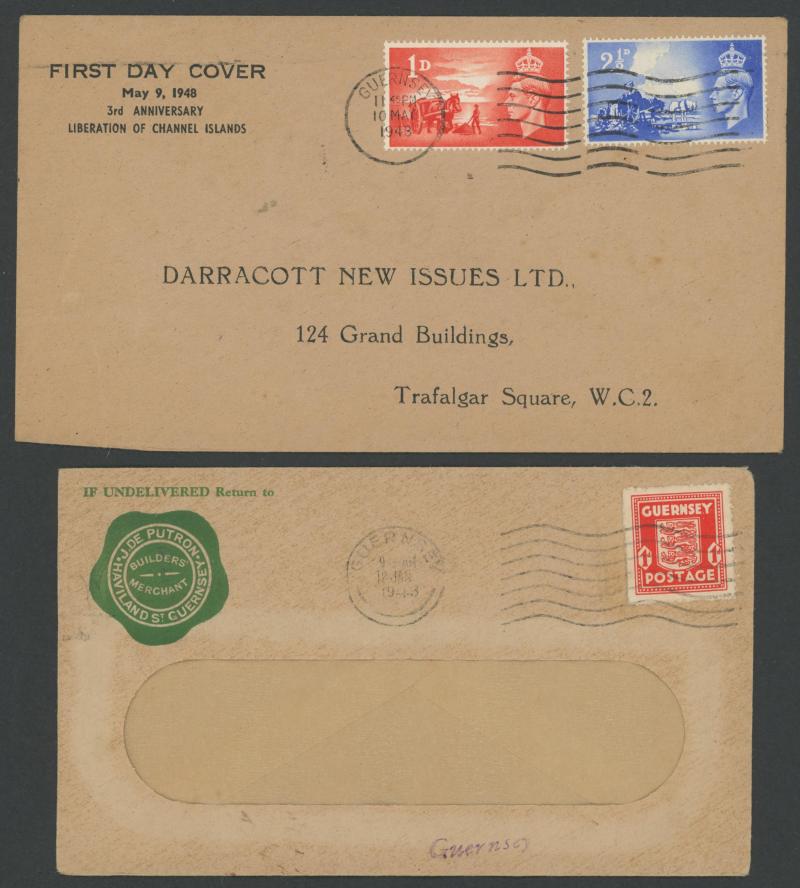 FIRST DAY COVER
May 9, 1948
3rd ANNIVERSARY
LIBERATION OF CHANNEL ISLANDS
1D
2½D
GUERNSEY
10 MAY
DARRACOTT NEW ISSUES LTD.,
124 Grand Buildings,
Trafalgar Square, W.C.2.
IF UNDELIVERED Return to
J. DE PUTRON
BUILDERS'
MERCHANT
HAVILAND ST GUERNSEY
GUERNSEY
JAN
GUERNSEY
1D 1D
POSTAGE
Guernsey